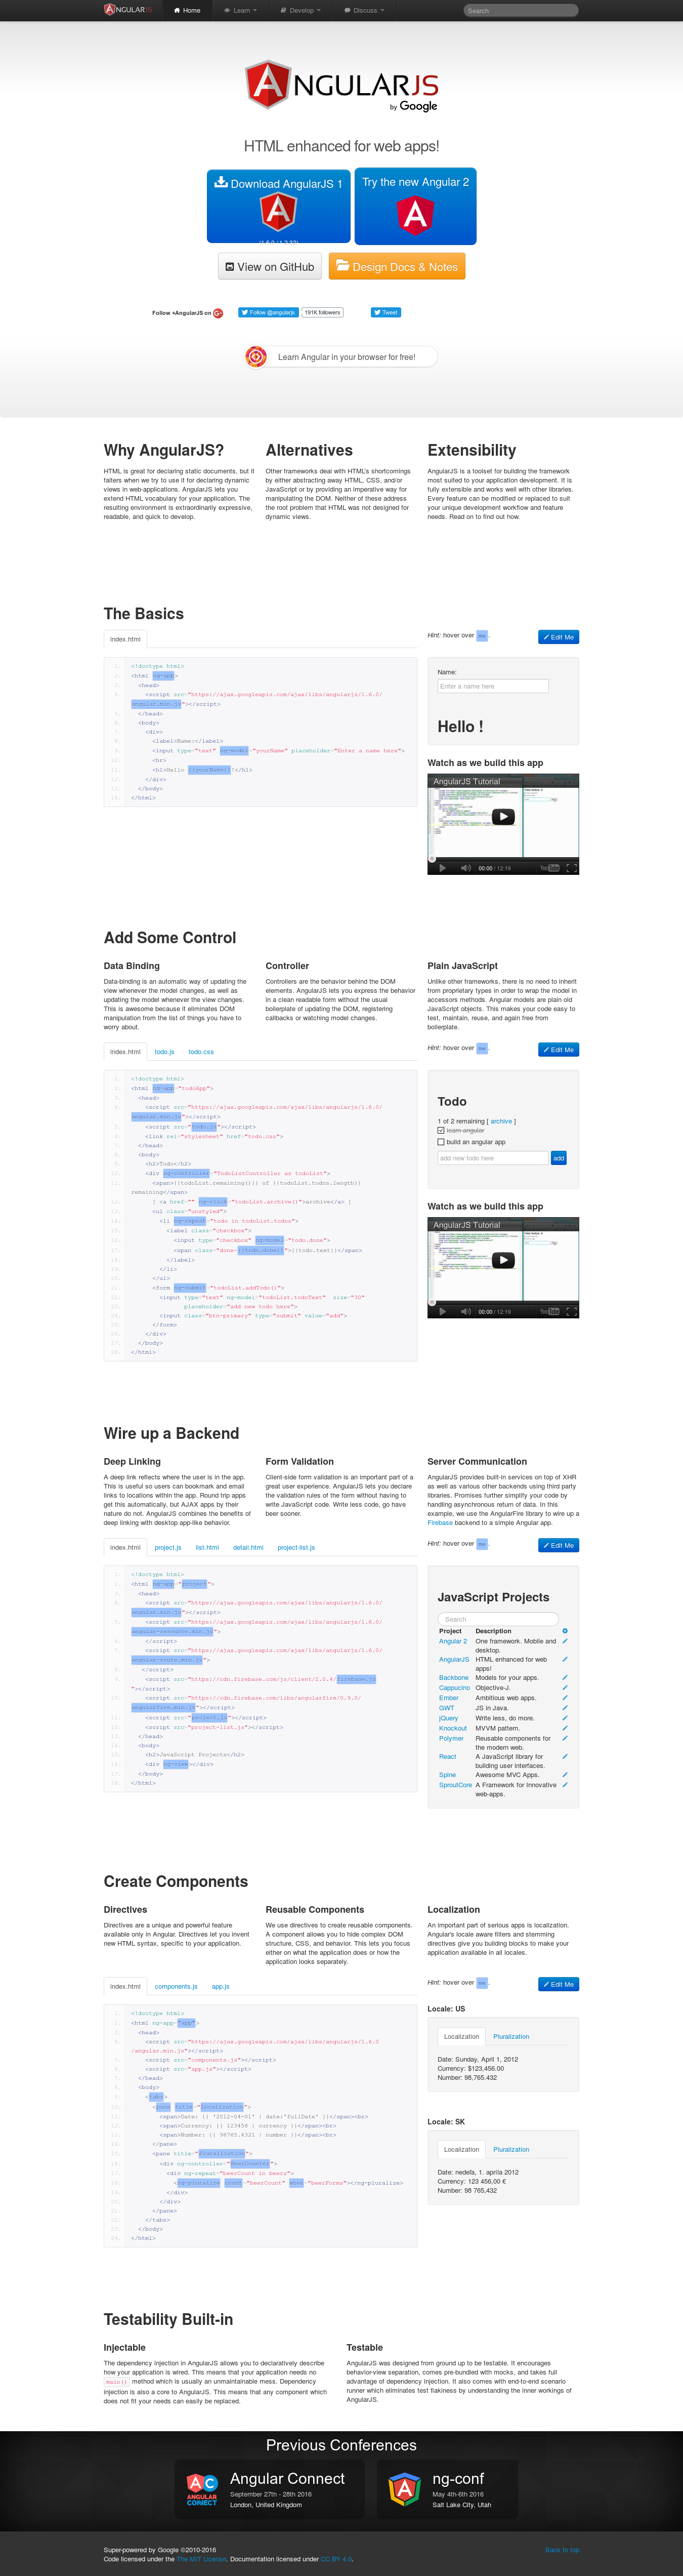 ANGULARJS
Home
Learn
Develop
Discuss
Search
ANGULARJS
by Google
HTML enhanced for web apps!
Download AngularJS 1
Try the new Angular 2
View on GitHub
Design Docs & Notes
Follow +AngularJS on
Follow @angularjs
191K followers
Tweet
Learn Angular in your browser for free!
Why AngularJS?
HTML is great for declaring static documents, but it
falters when we try to use it for declaring dynamic
views in web-applications. AngularJS lets you
extend HTML vocabulary for your application. The
resulting environment is extraordinarily expressive,
readable, and quick to develop.
Alternatives
Other frameworks deal with HTML's shortcomings
by either abstracting away HTML, CSS, and/or
JavaScript or by providing an imperative way for
manipulating the DOM. Neither of these address
the root problem that HTML was not designed for
dynamic views.
Extensibility
AngularJS is a toolset for building the framework
most suited to your application development. It is
fully extensible and works well with other libraries.
Every feature can be modified or replaced to suit
your unique development workflow and feature
needs. Read on to find out how.
The Basics
index.html
Hint: hover over me.
Edit Me
<!doctype html>
<html ng-app>
<head>
<script src="https://ajax.googleapis.com/ajax/libs/angularjs/1.6.0/
angular.min.js"></script>
</head>
<body>
<div>
<label>Name:</label>
<input type="text" ng-model="yourName" placeholder="Enter a name here">
<hr>
<h1>Hello {{yourName}}!</h1>
</div>
</body>
</html>
Name:
Enter a name here
Hello !
Watch as we build this app
AngularJS Tutorial
00:00 / 12:19
Add Some Control
Data Binding
Data-binding is an automatic way of updating the
view whenever the model changes, as well as
updating the model whenever the view changes.
This is awesome because it eliminates DOM
manipulation from the list of things you have to
worry about.
Controller
Controllers are the behavior behind the DOM
elements. AngularJS lets you express the behavior
in a clean readable form without the usual
boilerplate of updating the DOM, registering
callbacks or watching model changes.
Plain JavaScript
Unlike other frameworks, there is no need to inherit
from proprietary types in order to wrap the model in
accessors methods. Angular models are plain old
JavaScript objects. This makes your code easy to
test, maintain, reuse, and again free from
boilerplate.
index.html
todo.js
todo.css
Hint: hover over me.
Edit Me
<!doctype html>
<html ng-app="todoApp">
<head>
<script src="https://ajax.googleapis.com/ajax/libs/angularjs/1.6.0/
angular.min.js"></script>
<script src="todo.js"></script>
<link rel="stylesheet" href="todo.css">
</head>
<body>
<h2>Todo</h2>
<div ng-controller="TodoListController as todoList">
<span>{{todoList.remaining()}} of {{todoList.todos.length}}
remaining</span>
[ <a href="" ng-click="todoList.archive()">archive</a> ]
<ul class="unstyled">
<li ng-repeat="todo in todoList.todos">
<label class="checkbox">
<input type="checkbox" ng-model="todo.done">
<span class="done-{{todo.done}}">{{todo.text}}</span>
</label>
</li>
</ul>
<form ng-submit="todoList.addTodo()">
<input type="text" ng-model="todoList.todoText" size="30"
placeholder="add new todo here">
<input class="btn-primary" type="submit" value="add">
</form>
</div>
</body>
</html>
Todo
1 of 2 remaining [ archive ]
learn angular
build an angular app
add new todo here
add
Watch as we build this app
AngularJS Tutorial
00:00 / 12:19
Wire up a Backend
Deep Linking
A deep link reflects where the user is in the app.
This is useful so users can bookmark and email
links to locations within the app. Round trip apps
get this automatically, but AJAX apps by their
nature do not. AngularJS combines the benefits of
deep linking with desktop app-like behavior.
Form Validation
Client-side form validation is an important part of a
great user experience. AngularJS lets you declare
the validation rules of the form without having to
write JavaScript code. Write less code, go have
beer sooner.
Server Communication
AngularJS provides built-in services on top of XHR
as well as various other backends using third party
libraries. Promises further simplify your code by
handling asynchronous return of data. In this
example, we use the AngularFire library to wire up a
Firebase backend to a simple Angular app.
index.html
project.js
list.html
detail.html
project-list.js
Hint: hover over me.
Edit Me
<!doctype html>
<html ng-app="project">
<head>
<script src="https://ajax.googleapis.com/ajax/libs/angularjs/1.6.0/
angular.min.js"></script>
<script src="https://ajax.googleapis.com/ajax/libs/angularjs/1.6.0/
angular-resource.min.js">
</script>
<script src="https://ajax.googleapis.com/ajax/libs/angularjs/1.6.0/
angular-route.min.js">
</script>
<script src="https://cdn.firebase.com/js/client/2.0.4/firebase.js
"></script>
<script src="https://cdn.firebase.com/libs/angularfire/0.9.0/
angularfire.min.js"></script>
<script src="project.js"></script>
<script src="project-list.js"></script>
</head>
<body>
<h2>JavaScript Projects</h2>
<div ng-view></div>
</body>
</html>
JavaScript Projects
Search
Project Description
Angular 2 One framework. Mobile and
desktop.
AngularJS HTML enhanced for web
apps!
Backbone Models for your apps.
Cappucino Objective-J.
Ember Ambitious web apps.
GWT JS in Java.
jQuery Write less, do more.
Knockout MVVM pattern.
Polymer Reusable components for
the modern web.
React A JavaScript library for
building user interfaces.
Spine Awesome MVC Apps.
SproutCore A Framework for Innovative
web-apps.
Create Components
Directives
Directives are a unique and powerful feature
available only in Angular. Directives let you invent
new HTML syntax, specific to your application.
Reusable Components
We use directives to create reusable components.
A component allows you to hide complex DOM
structure, CSS, and behavior. This lets you focus
either on what the application does or how the
application looks separately.
Localization
An important part of serious apps is localization.
Angular's locale aware filters and stemming
directives give you building blocks to make your
application available in all locales.
index.html
components.js
app.js
Hint: hover over me.
Edit Me
<!doctype html>
<html ng-app="app">
<head>
<script src="https://ajax.googleapis.com/ajax/libs/angularjs/1.6.0
/angular.min.js"></script>
<script src="components.js"></script>
<script src="app.js"></script>
</head>
<body>
<tabs>
<pane title="Localization">
<span>Date: {{ '2012-04-01' | date:'fullDate' }}</span><br>
<span>Currency: {{ 123456 | currency }}</span><br>
<span>Number: {{ 98765.4321 | number }}</span><br>
</pane>
<pane title="Pluralization">
<div ng-controller="BeerCounter">
<div ng-repeat="beerCount in beers">
<ng-pluralize count="beerCount" when="beerForms"></ng-pluralize>
</div>
</div>
</pane>
</tabs>
</body>
</html>
Locale: US
Localization
Pluralization
Date: Sunday, April 1, 2012
Currency: $123,456.00
Number: 98,765.432
Locale: SK
Localization
Pluralization
Date: nedeľa, 1. apríla 2012
Currency: 123 456,00 €
Number: 98 765,432
Testability Built-in
Injectable
The dependency injection in AngularJS allows you to declaratively describe
how your application is wired. This means that your application needs no
main() method which is usually an unmaintainable mess. Dependency
injection is also a core to AngularJS. This means that any component which
does not fit your needs can easily be replaced.
Testable
AngularJS was designed from ground up to be testable. It encourages
behavior-view separation, comes pre-bundled with mocks, and takes full
advantage of dependency injection. It also comes with end-to-end scenario
runner which eliminates test flakiness by understanding the inner workings of
AngularJS.
Previous Conferences
AC
ANGULAR
CONNECT
Angular Connect
September 27th - 28th 2016
London, United Kingdom
ng-conf
May 4th-6th 2016
Salt Lake City, Utah
Super-powered by Google ©2010-2016
Code licensed under the The MIT License. Documentation licensed under CC BY 4.0.
Back to top